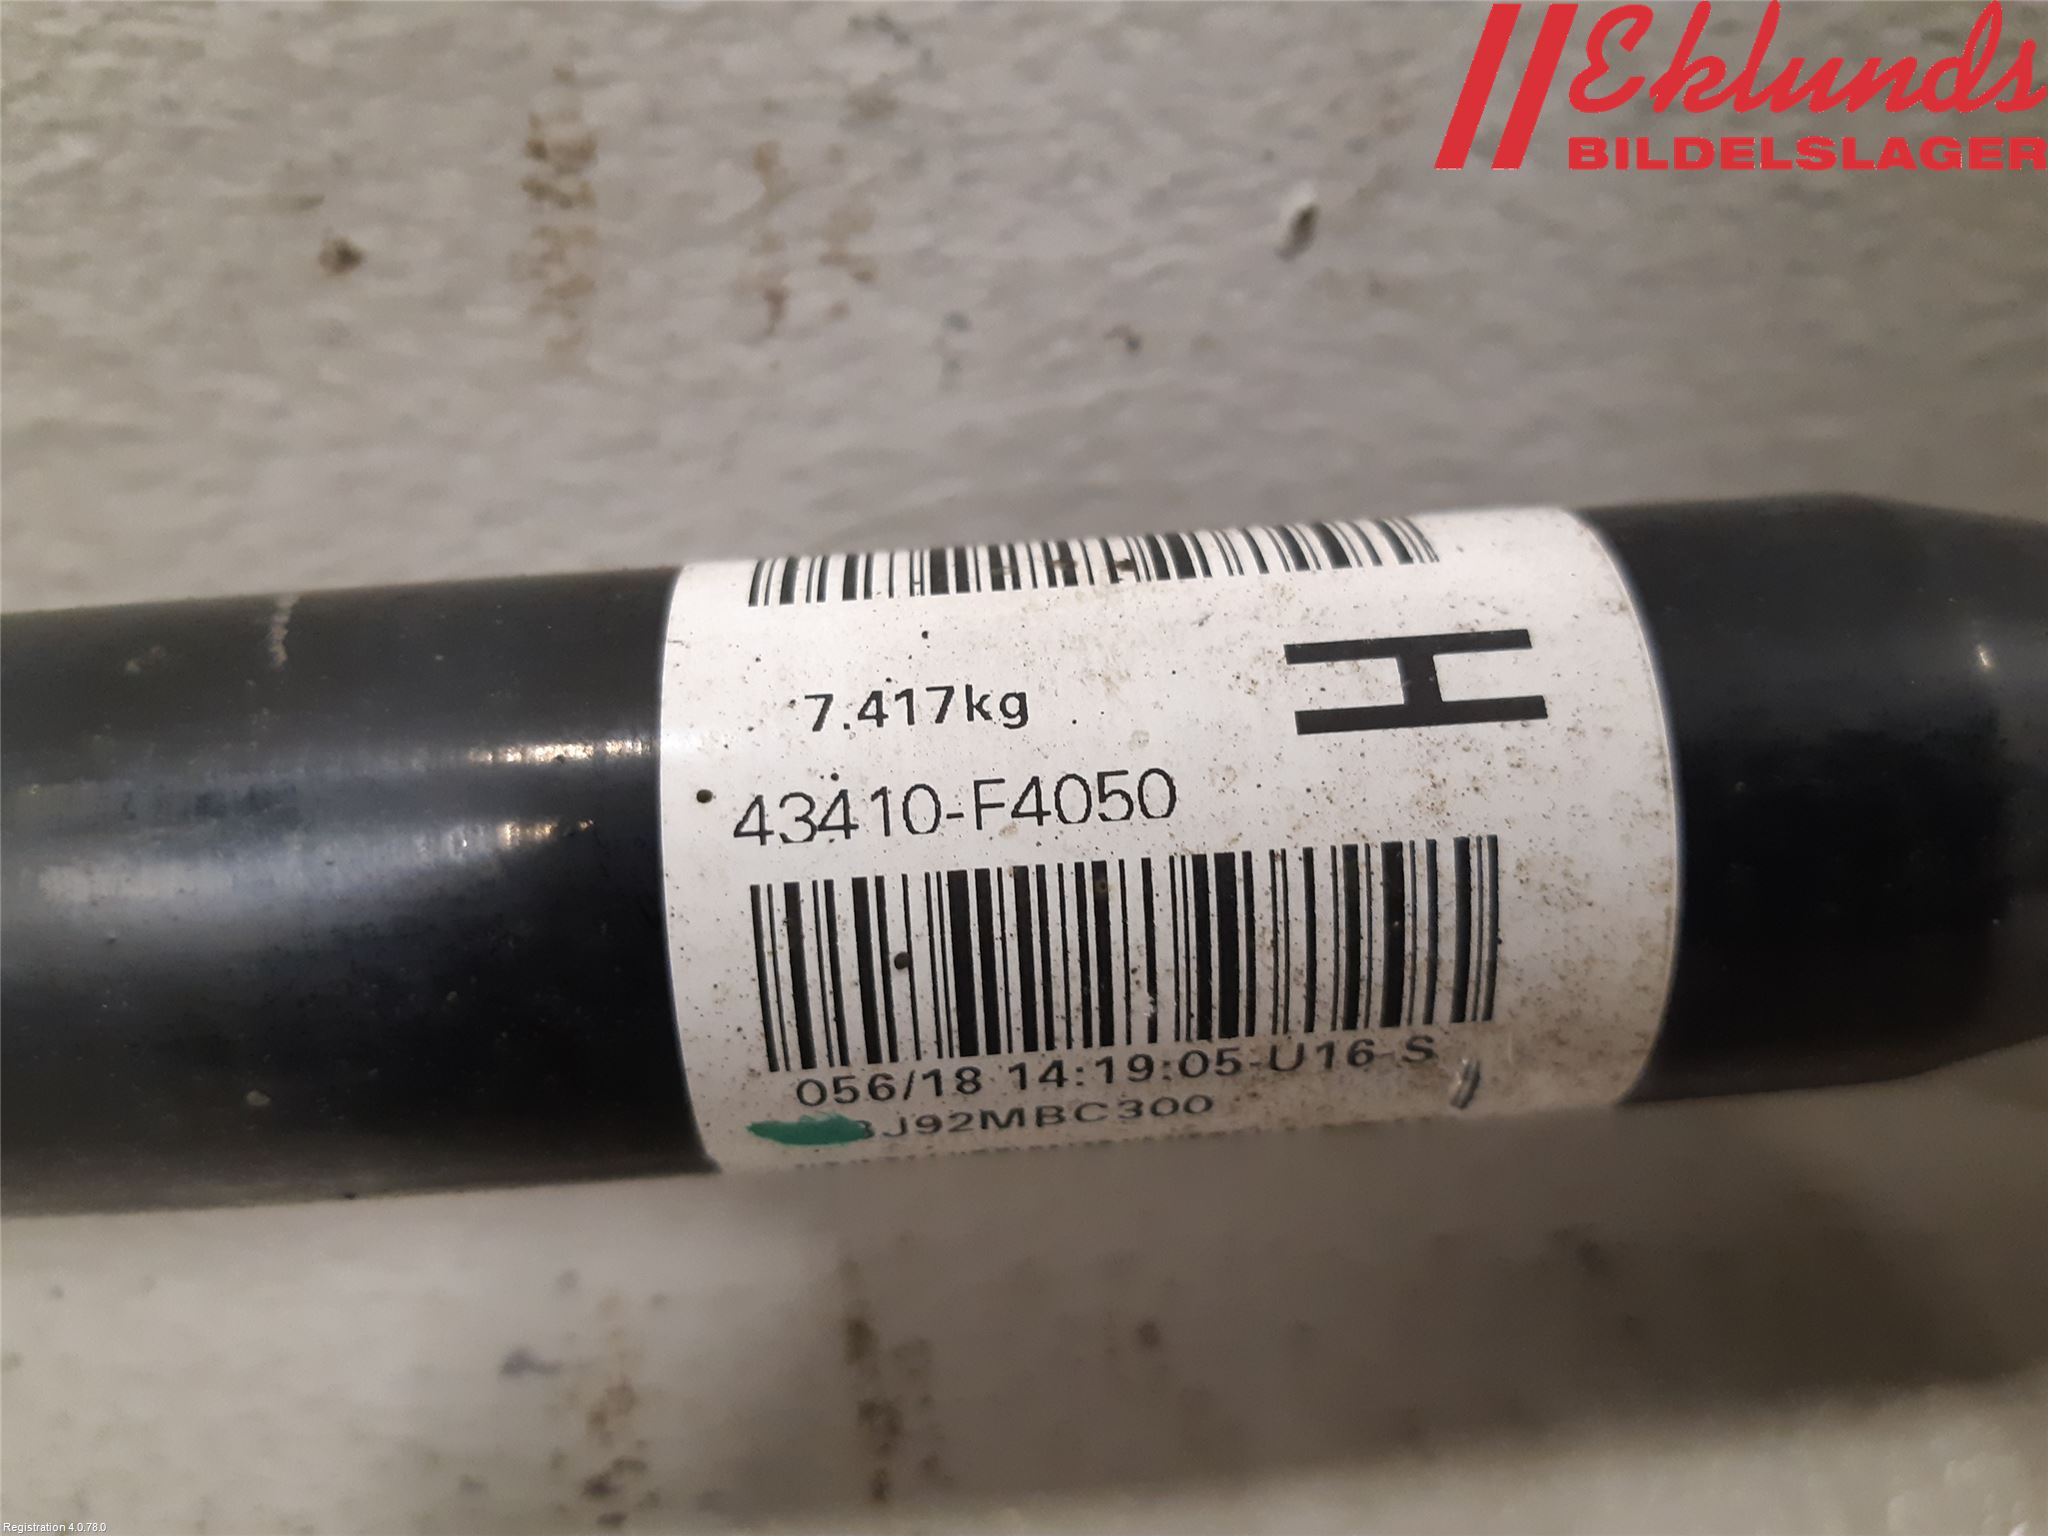 Eklunds
BILDELSLAGER
H
7.417kg
43410-F4050
056/18 14:19:05-U16-S
J92MBC300
Registration 4.0.78.0